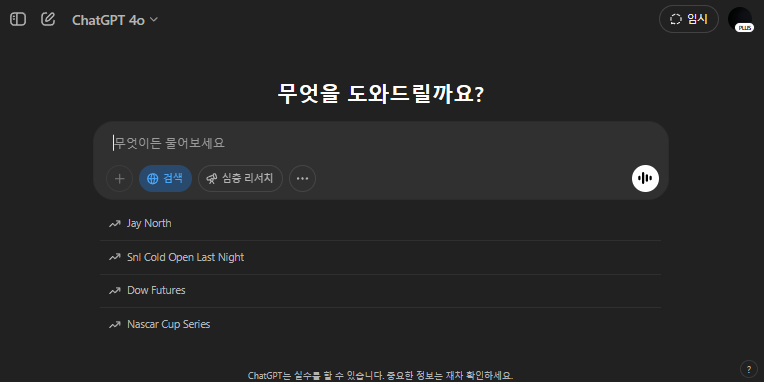 ChatGPT 4o
임시
PLUS
무엇을 도와드릴까요?
무엇이든 물어보세요
검색
심층 리서치
Jay North
Snl Cold Open Last Night
Dow Futures
Nascar Cup Series
ChatGPT는 실수를 할 수 있습니다. 중요한 정보는 재차 확인하세요.
?